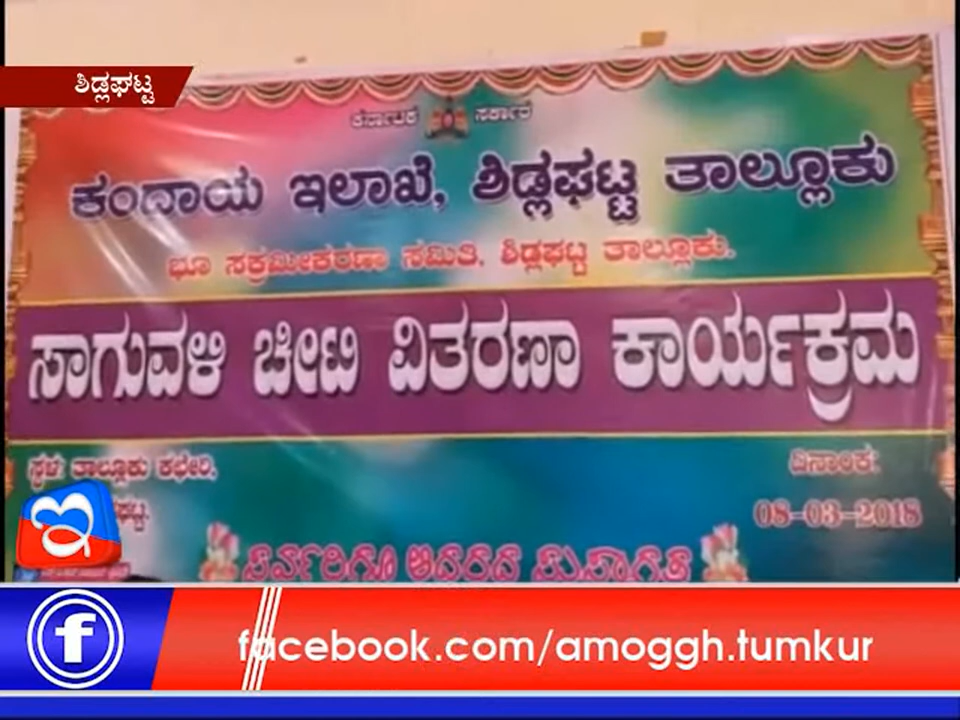 ಶಿಡ್ಲಘಟ್ಟ
ಕರ್ನಾಟಕ ಸರ್ಕಾರ
ಕಂದಾಯ ಇಲಾಖೆ, ಶಿಡ್ಲಘಟ್ಟ ತಾಲ್ಲೂಕು
ಭೂ ಸಕ್ರಮೀಕರಣಾ ಸಮಿತಿ, ಶಿಡ್ಲಘಟ್ಟ ತಾಲ್ಲೂಕು.
ಸಾಗುವಳಿ ಚೀಟಿ ವಿತರಣಾ ಕಾರ್ಯಕ್ರಮ
ಸ್ಥಳ: ತಾಲ್ಲೂಕು ಕಛೇರಿ,
ದಿನಾಂಕ:
08-03-2018
ಸರ್ವರಿಗೂ ಆದರದ ಸುಸ್ವಾಗತ
ಇ
facebook.com/amoggh.tumkur